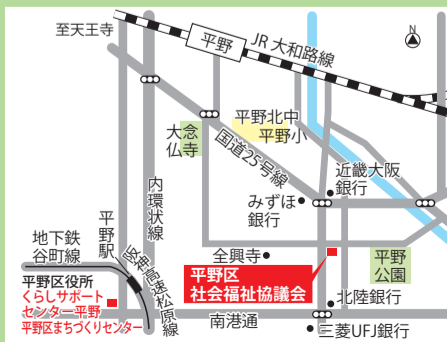 至天王寺
平野
JR 大和路線
N
大念
仏寺
平野北中
平野小
国道25号線
近畿大阪
銀行
みずほ
銀行
内環状線
平野駅
地下鉄
谷町線
阪神高速松原線
全興寺
平野
公園
平野区
社会福祉協議会
平野区役所
くらしサポート
センター平野
平野区まちづくりセンター
南港通
北陸銀行
三菱UFJ銀行